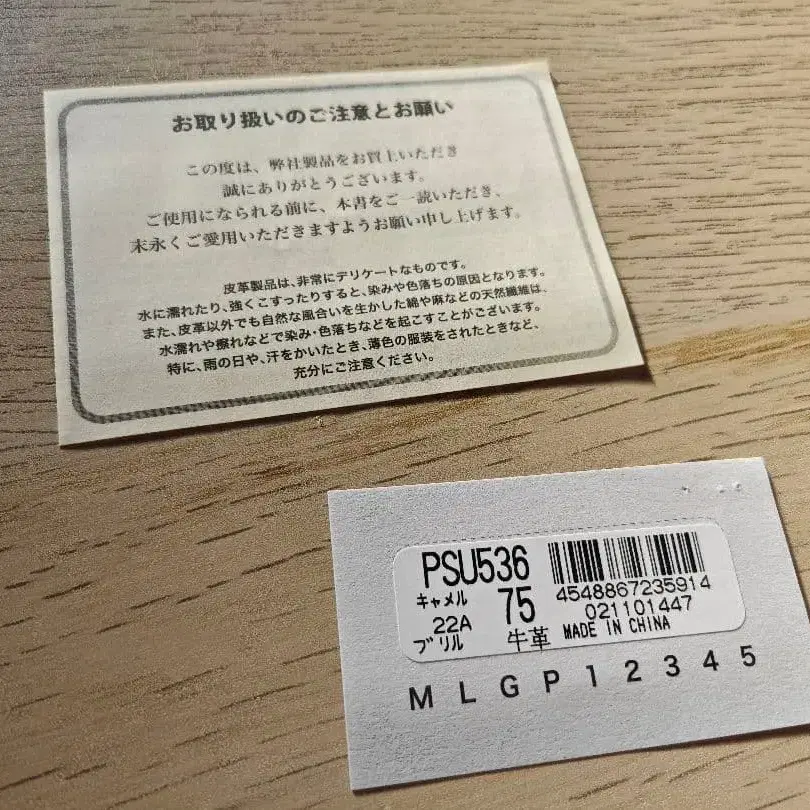 お取り扱いのご注意とお願い
この度は、弊社製品をお買上いただき
誠にありがとうございます。
ご使用になられる前に、本書をご一読いただき、
末永くご愛用いただきますようお願い申し上げます。
皮革製品は、非常にデリケートなものです。
水に濡れたり、強くこすったりすると、染みや色落ちの原因となります。
また、皮革以外でも自然な風合いを生かした綿や麻などの天然繊維は、
水濡れや擦れなどで染み・色落ちなどを起こすことがございます。
特に、雨の日や、汗をかいたとき、薄色の服装をされたときなど、
充分にご注意ください。
PSU536
キャメル 75
4548867235914
021101447
22A
ブリル 牛革 MADE IN CHINA
M L G P 1 2 3 4 5